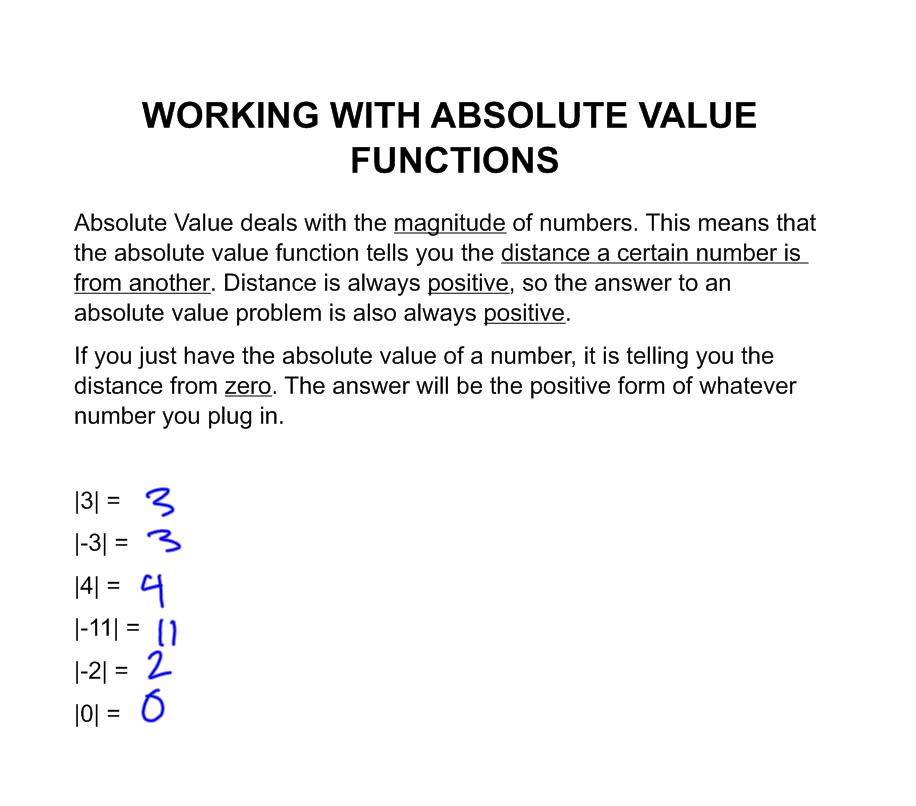 WORKING WITH ABSOLUTE VALUE
FUNCTIONS
Absolute Value deals with the magnitude of numbers. This means that
the absolute value function tells you the distance a certain number is
from another. Distance is always positive, so the answer to an
absolute value problem is also always positive.
If you just have the absolute value of a number, it is telling you the
distance from zero. The answer will be the positive form of whatever
number you plug in.
|3| = 3
|-3| = 3
|4| = 4
|-11| = 11
|-2| = 2
|0| = 0